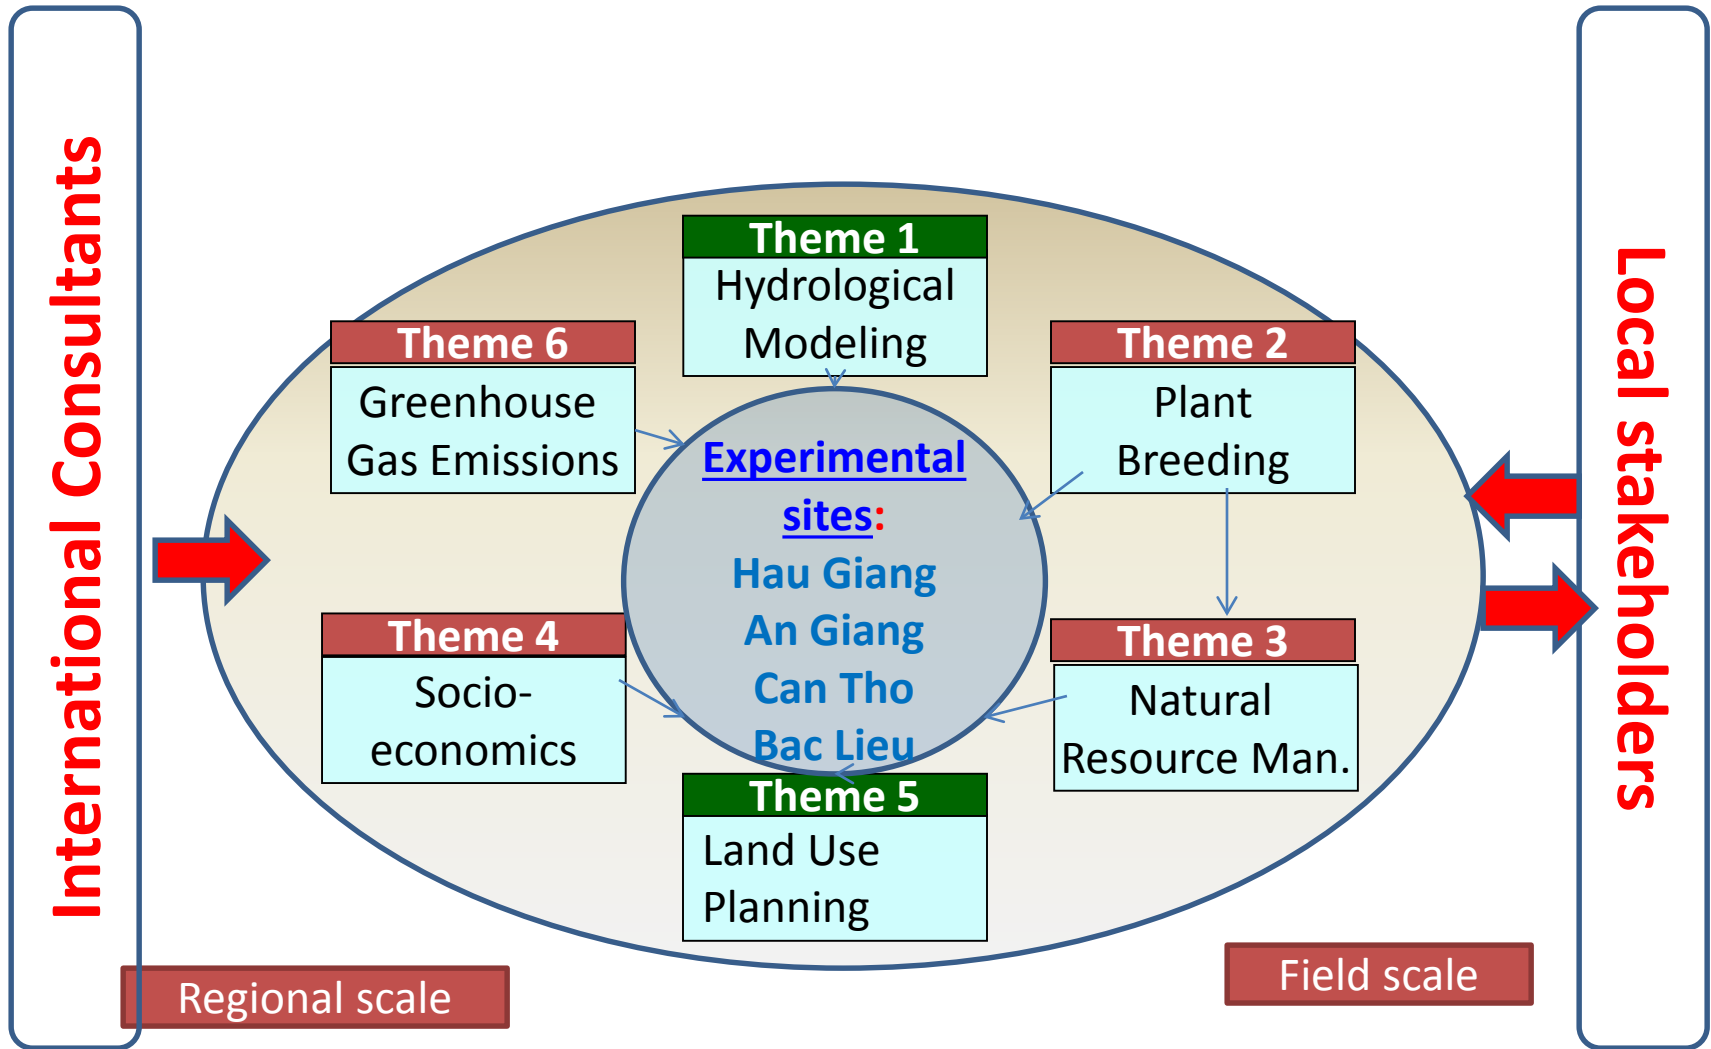 International Consultants
Theme 1
Hydrological
Modeling
Theme 6
Greenhouse
Gas Emissions
Theme 2
Plant
Breeding
Experimental
sites:
Hau Giang
An Giang
Can Tho
Bac Lieu
Theme 4
Socio-
economics
Theme 3
Natural
Resource Man.
Theme 5
Land Use
Planning
Local stakeholders
Regional scale
Field scale